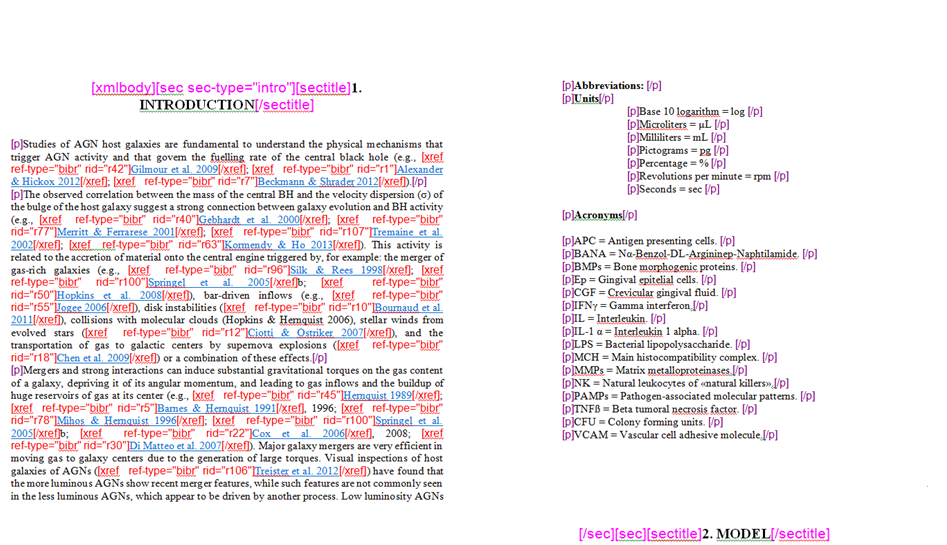 [xmlbody][sec sec-type="intro"][sectitle]1.
INTRODUCTION[/sectitle]
[p]Studies of AGN host galaxies are fundamental to understand the physical mechanisms that
trigger AGN activity and that govern the fuelling rate of the central black hole (e.g., [xref
ref-type="bibr" rid="r42"]Gilmour et al. 2009[/xref]; [xref ref-type="bibr" rid="r1"]Alexander
& Hickox 2012[/xref]; [xref ref-type="bibr" rid="r7"]Beckmann & Shrader 2012[/xref]).[/p]
[p]The observed correlation between the mass of the central BH and the velocity dispersion (σ) of
the bulge of the host galaxy suggest a strong connection between galaxy evolution and BH activity
(e.g., [xref ref-type="bibr" rid="r40"]Gebhardt et al. 2000[/xref]; [xref ref-type="bibr"
rid="r77"]Merritt & Ferrarese 2001[/xref]; [xref ref-type="bibr" rid="r107"]Tremaine et al.
2002[/xref]; [xref ref-type="bibr" rid="r63"]Kormendy & Ho 2013[/xref]). This activity is
related to the accretion of material onto the central engine triggered by, for example: the merger of
gas-rich galaxies (e.g., [xref ref-type="bibr" rid="r96"]Silk & Rees 1998[/xref]; [xref
ref-type="bibr" rid="r100"]Springel et al. 2005[/xref]b; [xref ref-type="bibr"
rid="r50"]Hopkins et al. 2008[/xref]), bar-driven inflows (e.g., [xref ref-type="bibr"
rid="r55"]Jogee 2006[/xref]), disk instabilities ([xref ref-type="bibr" rid="r10"]Bournaud et al.
2011[/xref]), collisions with molecular clouds (Hopkins & Hernquist 2006), stellar winds from
evolved stars ([xref ref-type="bibr" rid="r12"]Ciotti & Ostriker 2007[/xref]), and the
transportation of gas to galactic centers by supernova explosions ([xref ref-type="bibr"
rid="r18"]Chen et al. 2009[/xref]) or a combination of these effects.[/p]
[p]Mergers and strong interactions can induce substantial gravitational torques on the gas content
of a galaxy, depriving it of its angular momentum, and leading to gas inflows and the buildup of
huge reservoirs of gas at its center (e.g., [xref ref-type="bibr" rid="r45"]Hernquist 1989[/xref];
[xref ref-type="bibr" rid="r5"]Barnes & Hernquist 1991[/xref], 1996; [xref ref-type="bibr"
rid="r78"]Mihos & Hernquist 1996[/xref]; [xref ref-type="bibr" rid="r100"]Springel et al.
2005[/xref]b; [xref ref-type="bibr" rid="r22"]Cox et al. 2006[/xref], 2008; [xref
ref-type="bibr" rid="r30"]Di Matteo et al. 2007[/xref]). Major galaxy mergers are very efficient in
moving gas to galaxy centers due to the generation of large torques. Visual inspections of host
galaxies of AGNs ([xref ref-type="bibr" rid="r106"]Treister et al. 2012[/xref]) have found that
the more luminous AGNs show recent merger features, while such features are not commonly seen
in the less luminous AGNs, which appear to be driven by another process. Low luminosity AGNs
[p]Abbreviations: [/p]
[p]Units[/p]
[p]Base 10 logarithm = log [/p]
[p]Microliters = µL [/p]
[p]Milliliters = mL [/p]
[p]Pictograms = pg [/p]
[p]Percentage = % [/p]
[p]Revolutions per minute = rpm [/p]
[p]Seconds = sec [/p]
[p]Acronyms[/p]
[p]APC = Antigen presenting cells. [/p]
[p]BANA = Nα-Benzol-DL-Argininep-Naphtilamide. [/p]
[p]BMPs = Bone morphogenic proteins. [/p]
[p]Ep = Gingival epitelial cells. [/p]
[p]CGF = Crevicular gingival fluid. [/p]
[p]IFNγ = Gamma interferon.[/p]
[p]IL = Interleukin. [/p]
[p]IL-1 α = Interleukin 1 alpha. [/p]
[p]LPS = Bacterial lipopolysaccharide. [/p]
[p]MCH = Main histocompatibility complex. [/p]
[p]MMPs = Matrix metalloproteinases.[/p]
[p]NK = Natural leukocytes of «natural killers».[/p]
[p]PAMPs = Pathogen-associated molecular patterns. [/p]
[p]TNFβ = Beta tumoral necrosis factor. [/p]
[p]CFU = Colony forming units. [/p]
[p]VCAM = Vascular cell adhesive molecule.[/p]
[/sec][sec][sectitle]2. MODEL[/sectitle]